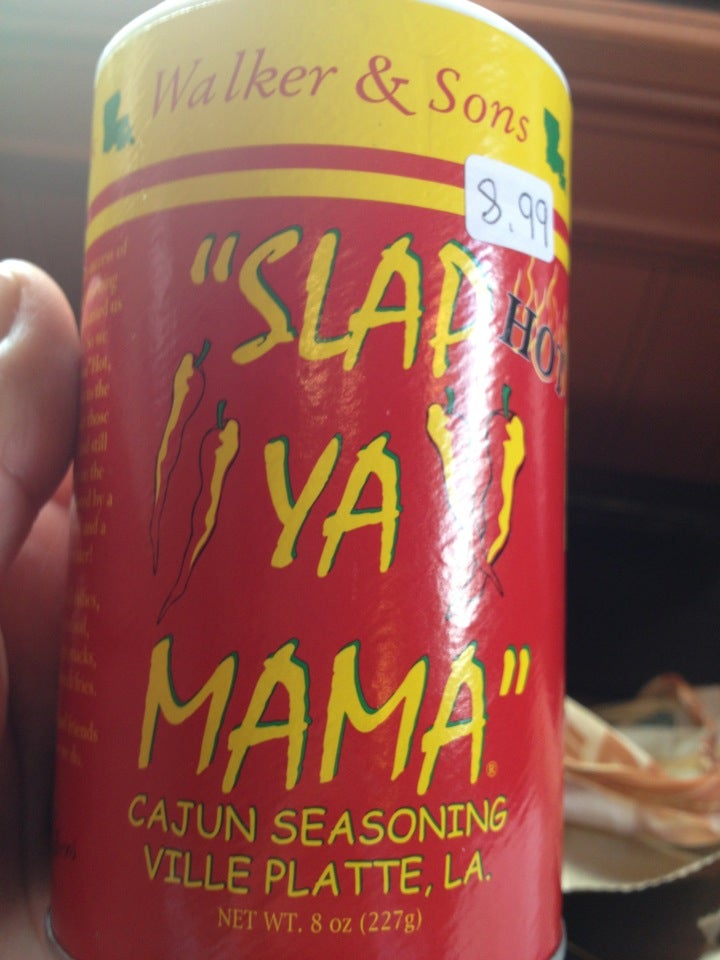 Walker & Sons
8.99
"SLAP
HOT
YA
MAMA"®
CAJUN SEASONING
VILLE PLATTE, LA.
NET WT. 8 oz (227g)